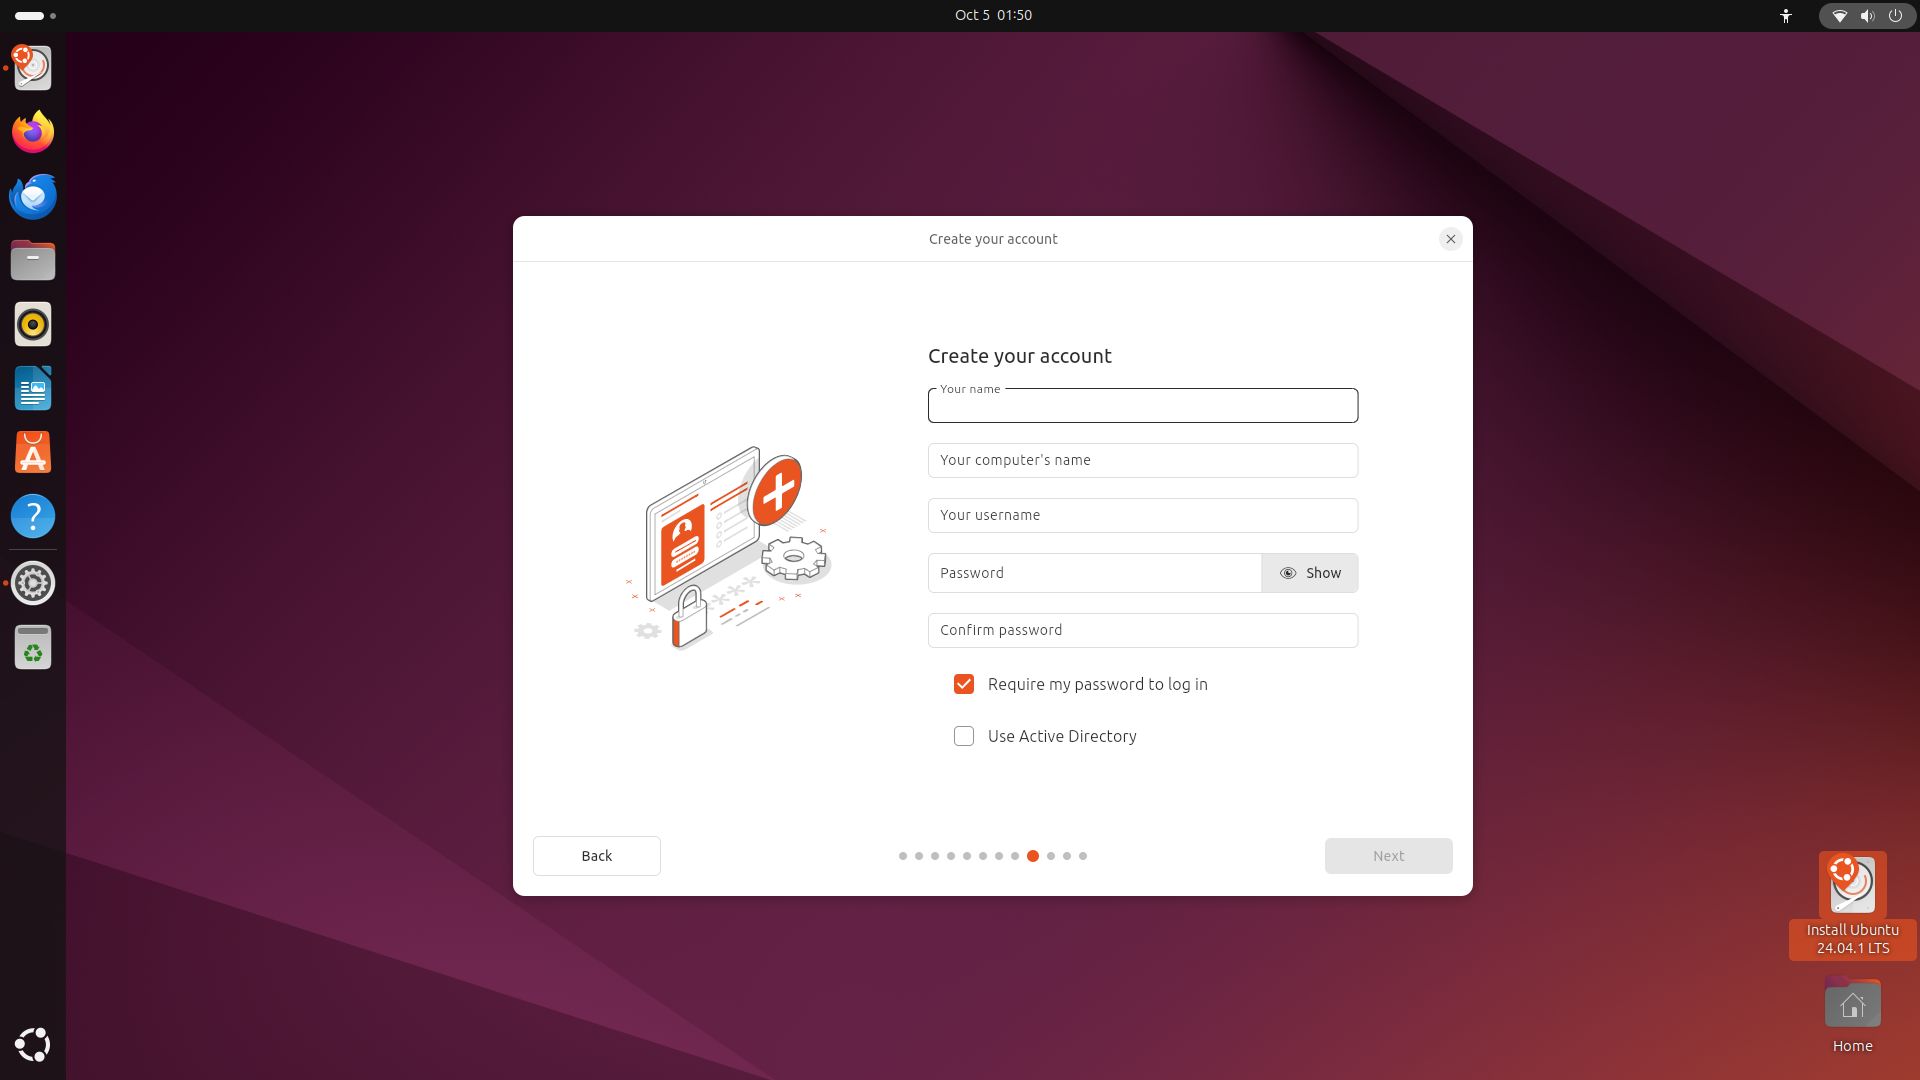 Oct 5 01:50
Create your account
Create your account
Your name
Your computer's name
Your username
Password
Show
Confirm password
Require my password to log in
Use Active Directory
Back
Next
Install Ubuntu
24.04.1 LTS
Home